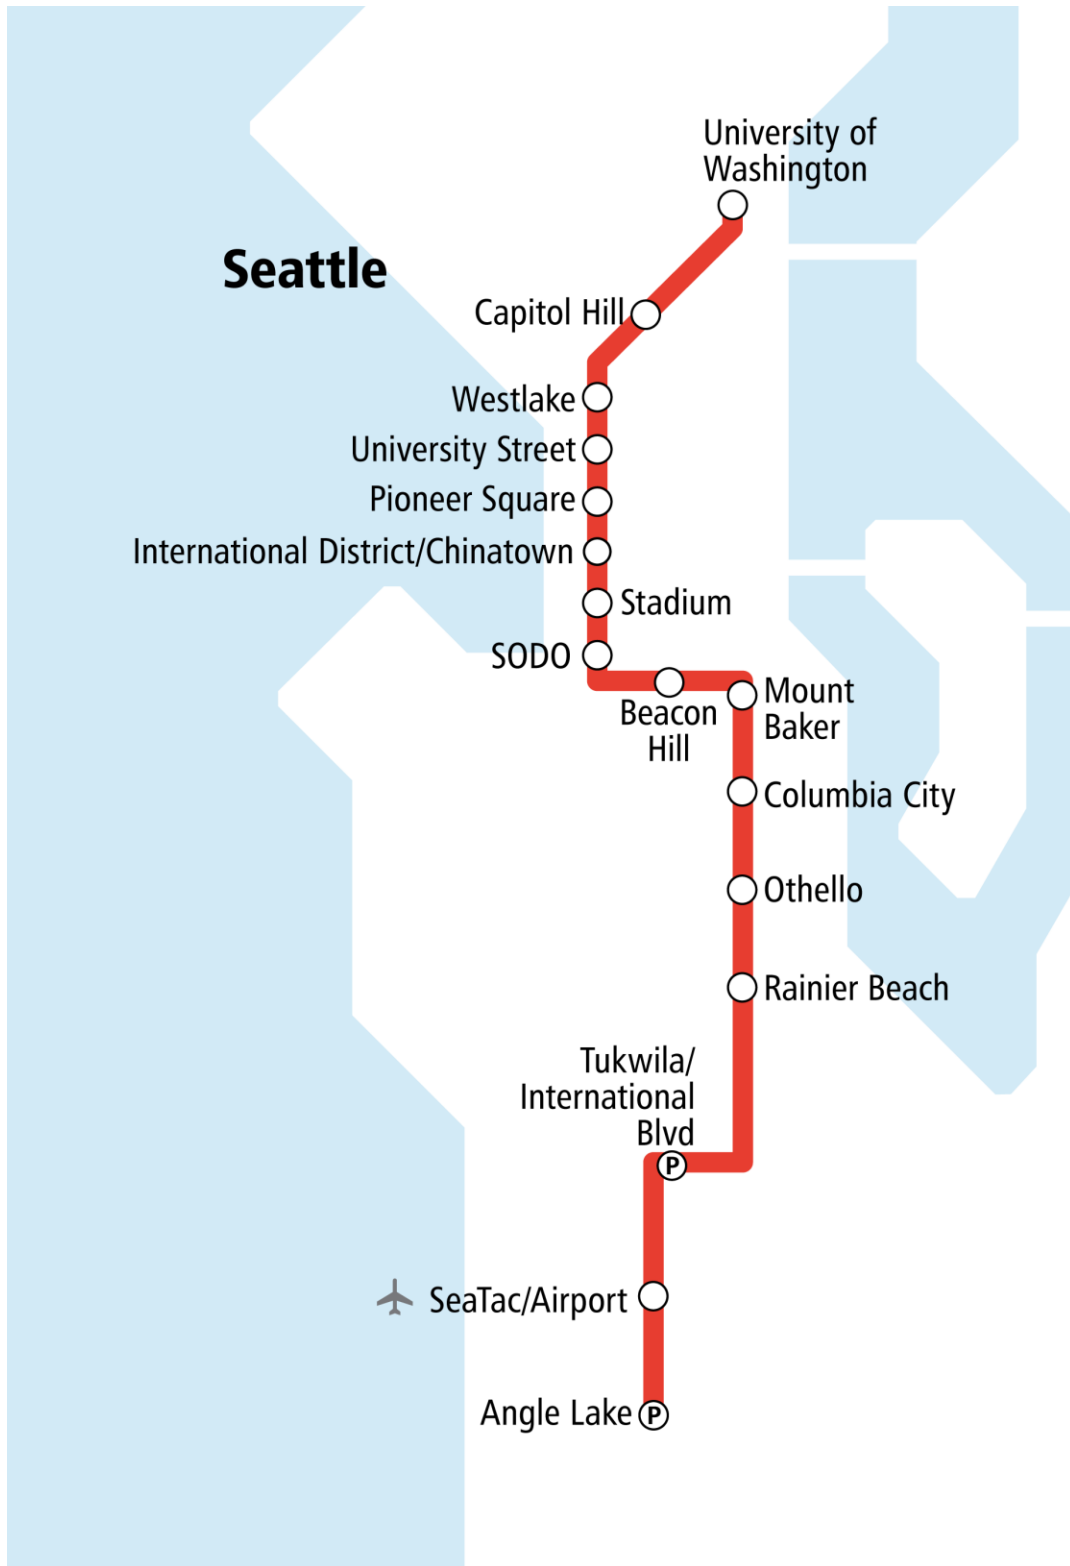 University of
Washington
Seattle
Capitol Hill
Westlake
University Street
Pioneer Square
International District/Chinatown
Stadium
SODO
Beacon
Hill
Mount
Baker
Columbia City
Othello
Rainier Beach
Tukwila/
International
Blvd
P
SeaTac/Airport
Angle Lake
P